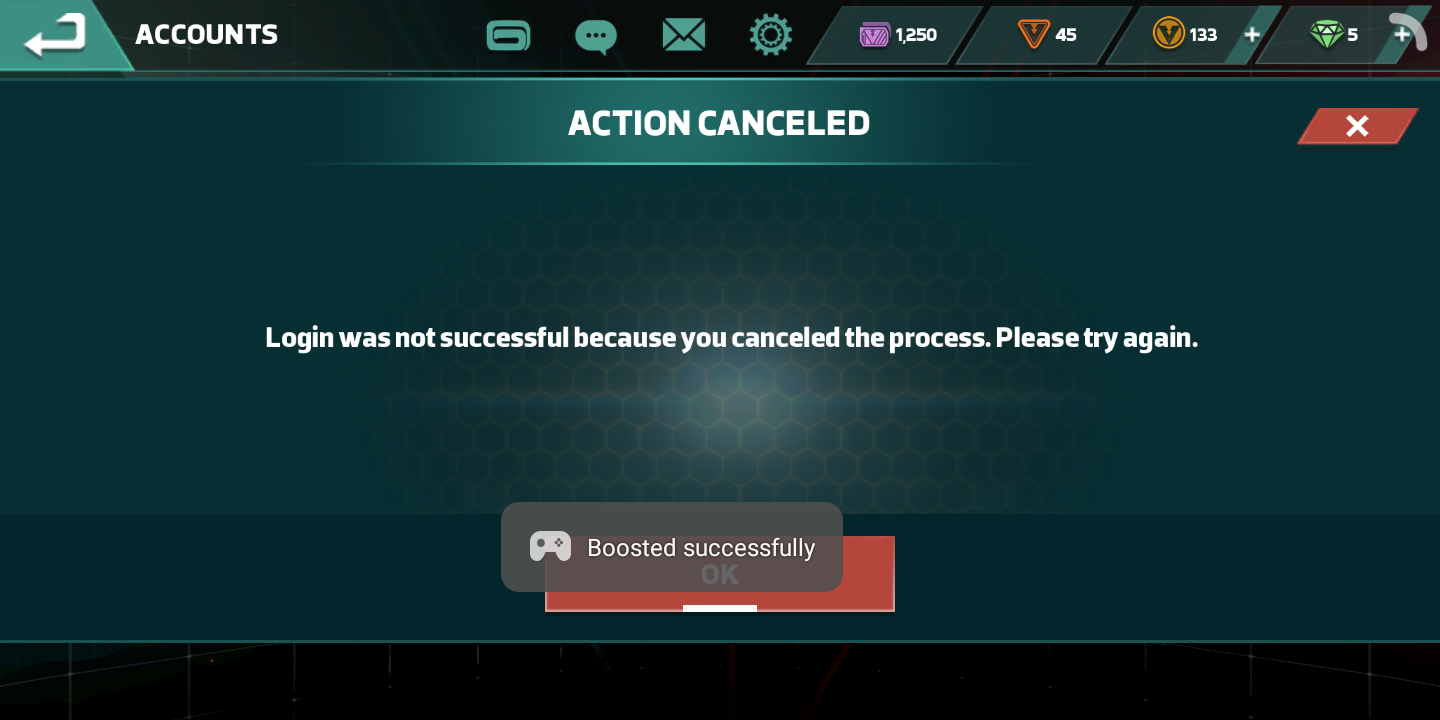 ACCOUNTS
1,250
45
133
5
ACTION CANCELED
Login was not successful because you canceled the process. Please try again.
Boosted successfully
OK